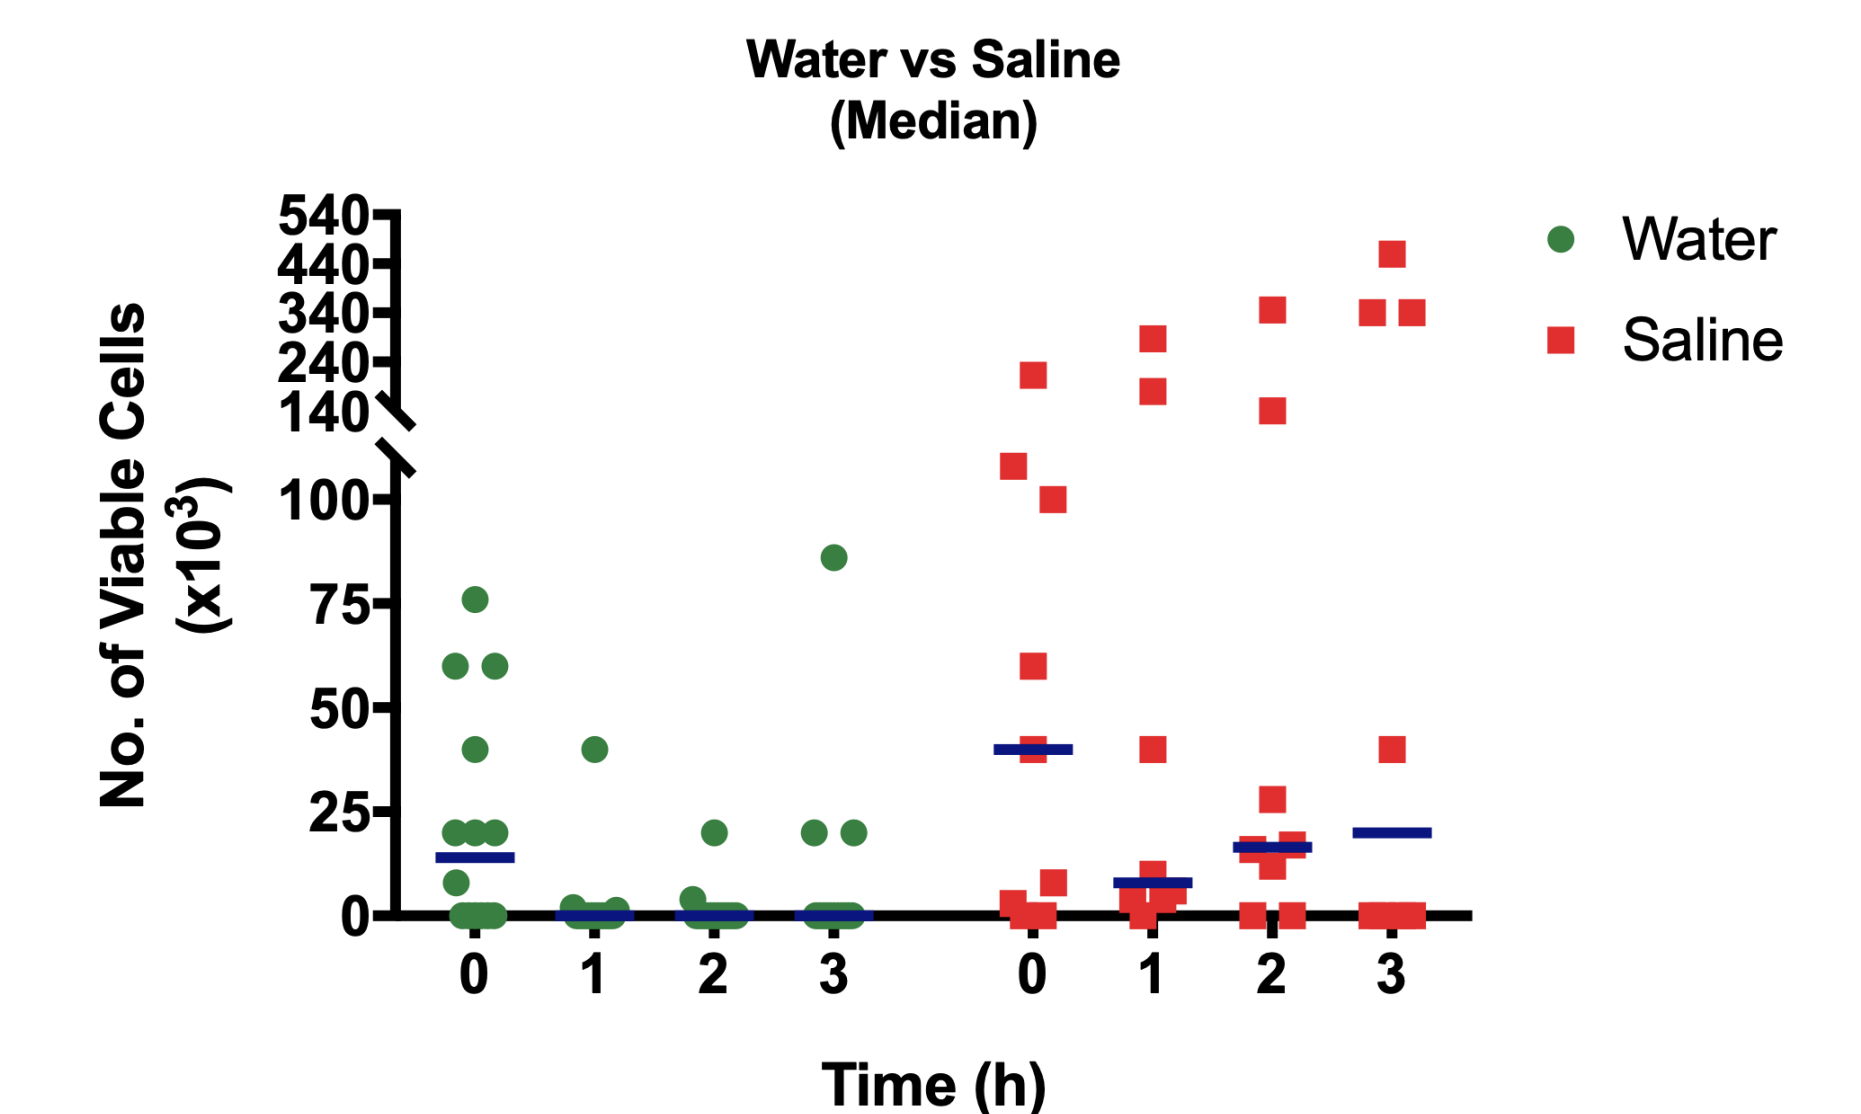 Water vs Saline
(Median)
No. of Viable Cells
(x10³)
540
440
340
240
140
100
75
50
25
0
0 1 2 3 0 1 2 3
Time (h)
Water
Saline